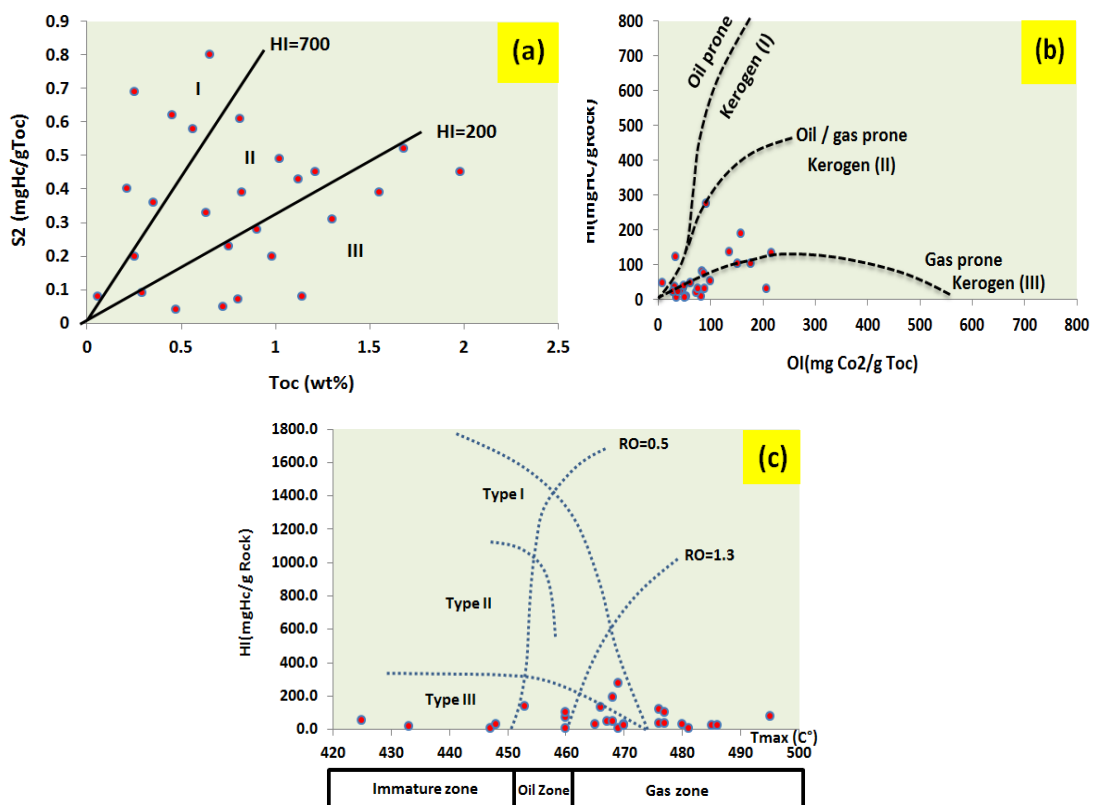 (a)
S2 (mgHc/gToc)
0.9
0.8
0.7
0.6
0.5
0.4
0.3
0.2
0.1
0
HI=700
I
II
HI=200
III
0 0.5 1 1.5 2 2.5
Toc (wt%)
(b)
HI(mgHC/gRock)
800
700
600
500
400
300
200
100
0
Oil prone
Kerogen (I)
Oil / gas prone
Kerogen (II)
Gas prone
Kerogen (III)
0 100 200 300 400 500 600 700 800
OI(mg Co2/g Toc)
(c)
HI(mgHc/g Rock)
1800.0
1600.0
1400.0
1200.0
1000.0
800.0
600.0
400.0
200.0
0.0
RO=0.5
Type I
RO=1.3
Type II
Type III
Tmax (C°)
420 430 440 450 460 470 480 490 500
Immature zone Oil Zone Gas zone